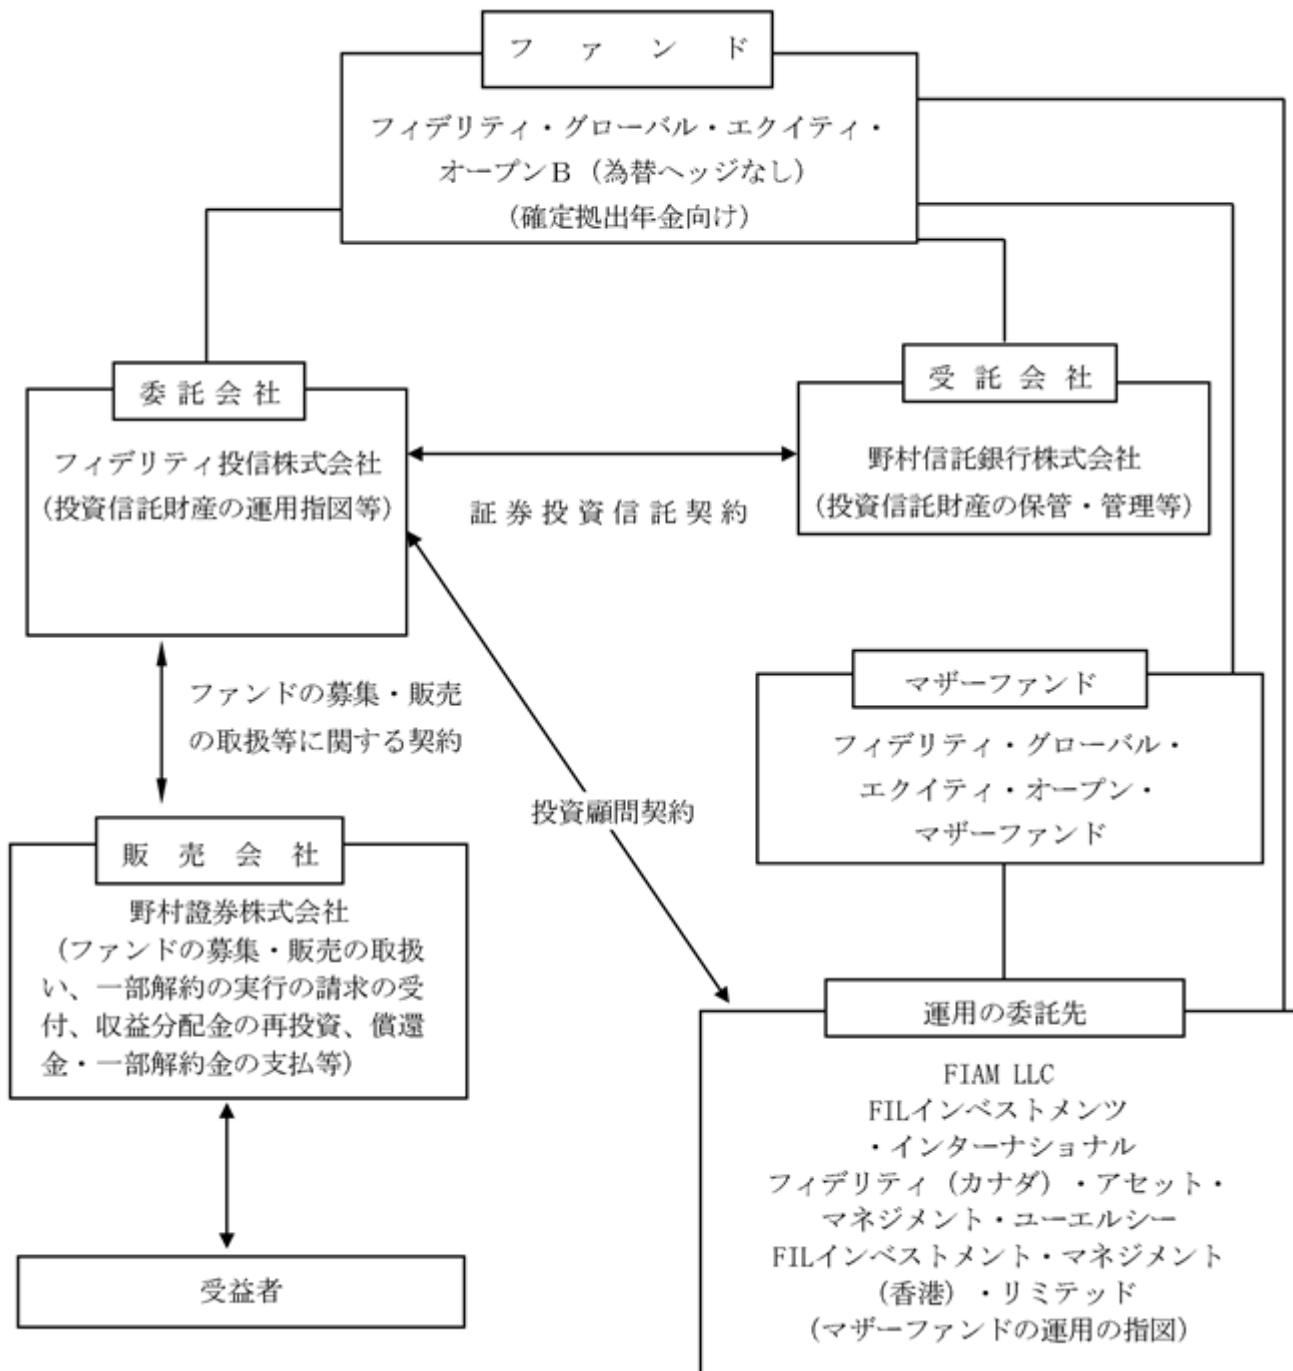 ファンド
フィデリティ・グローバル・エクイティ・
オープンB（為替ヘッジなし）
（確定拠出年金向け）
委託会社
フィデリティ投信株式会社
（投資信託財産の運用指図等）
受託会社
野村信託銀行株式会社
（投資信託財産の保管・管理等）
証券投資信託契約
ファンドの募集・販売
の取扱等に関する契約
投資顧問契約
マザーファンド
フィデリティ・グローバル・
エクイティ・オープン・
マザーファンド
販売会社
野村證券株式会社
（ファンドの募集・販売の取扱
い、一部解約の実行の請求の受
付、収益分配金の再投資、償還
金・一部解約金の支払等）
受益者
運用の委託先
FIAM LLC
FILインベストメンツ
・インターナショナル
フィデリティ（カナダ）・アセット・
マネジメント・ユーエルシー
FILインベストメント・マネジメント
（香港）・リミテッド
（マザーファンドの運用の指図）